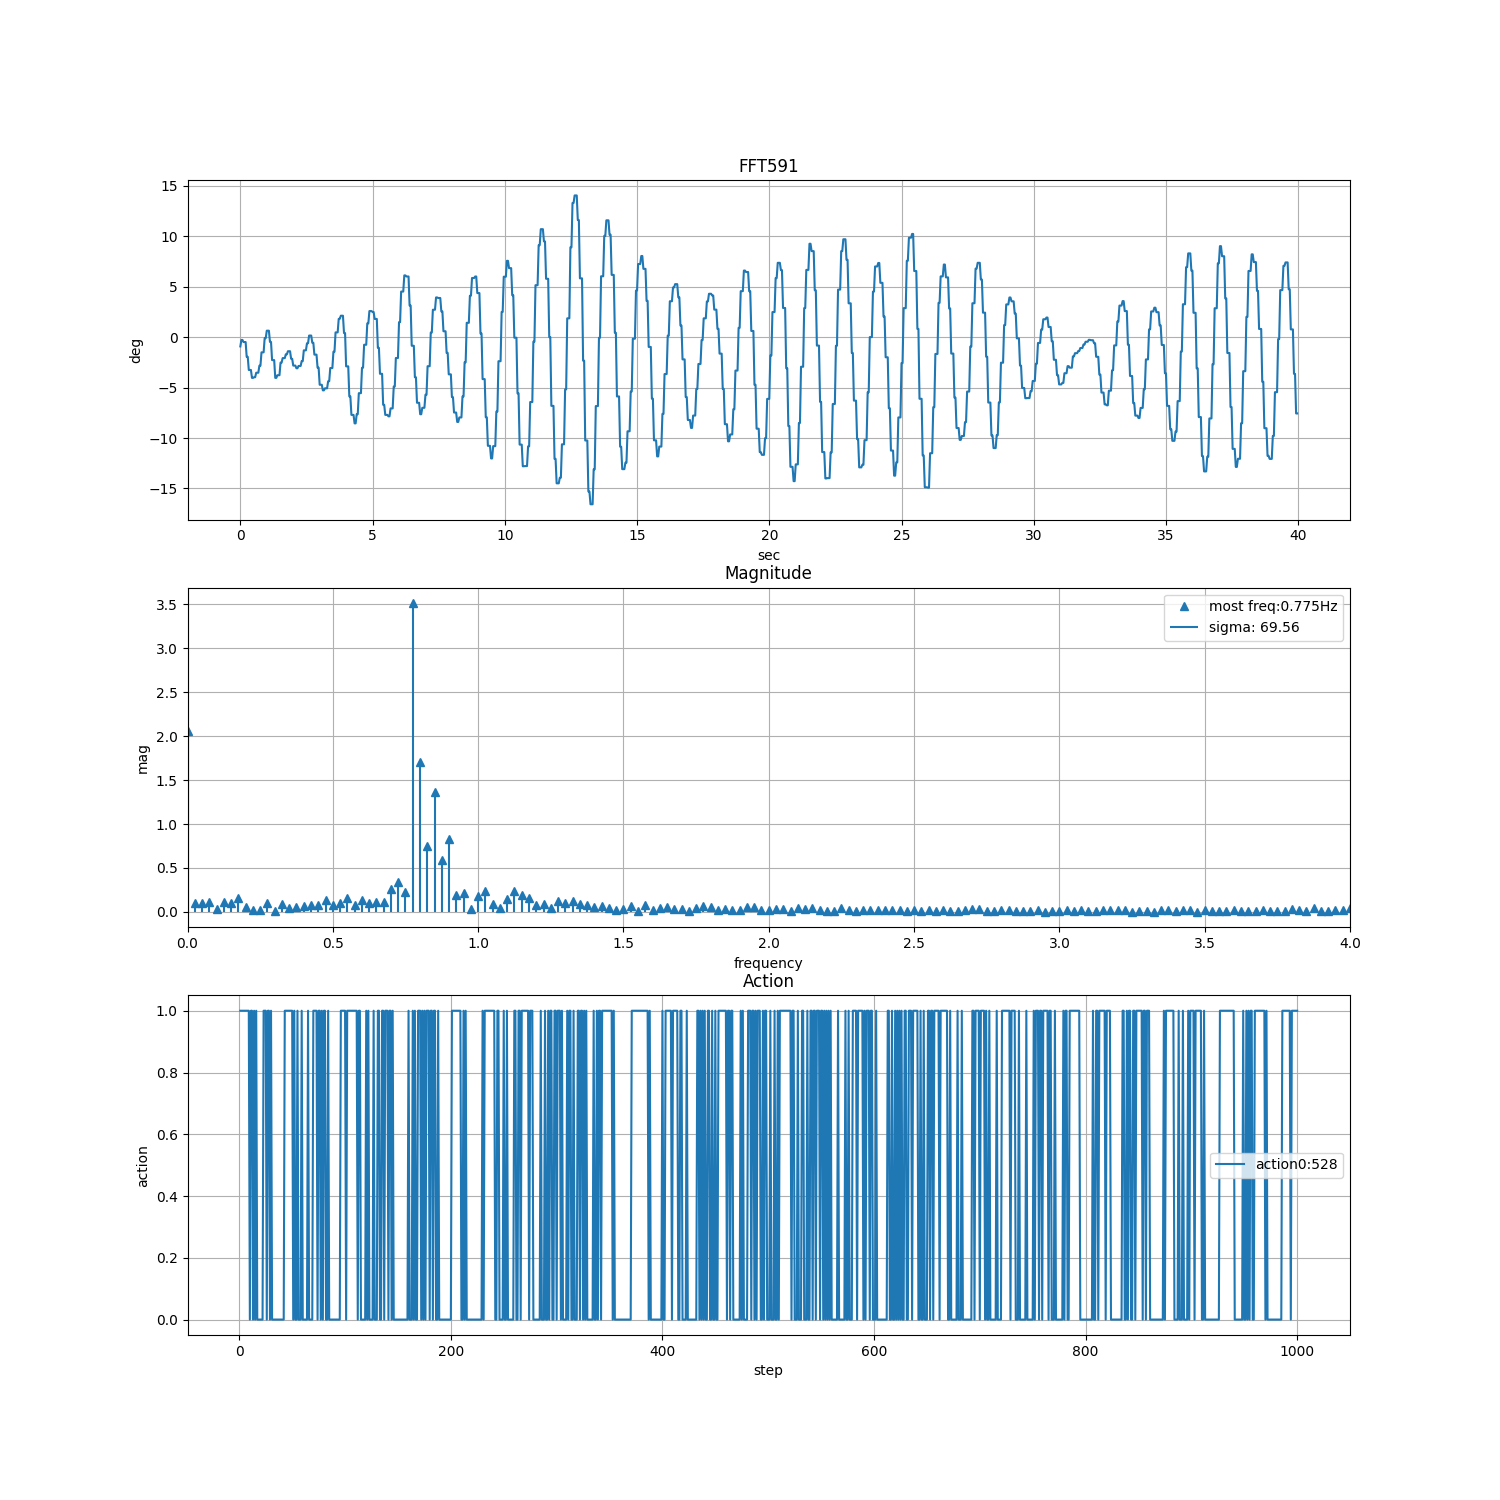 FFT591
15
10
5
0
−5
−10
−15
deg
0 5 10 15 20 25 30 35 40
sec
Magnitude
3.5
3.0
2.5
2.0
1.5
1.0
0.5
0.0
mag
most freq:0.775Hz
sigma: 69.56
0.0 0.5 1.0 1.5 2.0 2.5 3.0 3.5 4.0
frequency
Action
1.0
0.8
0.6
0.4
0.2
0.0
action
action0:528
0 200 400 600 800 1000
step